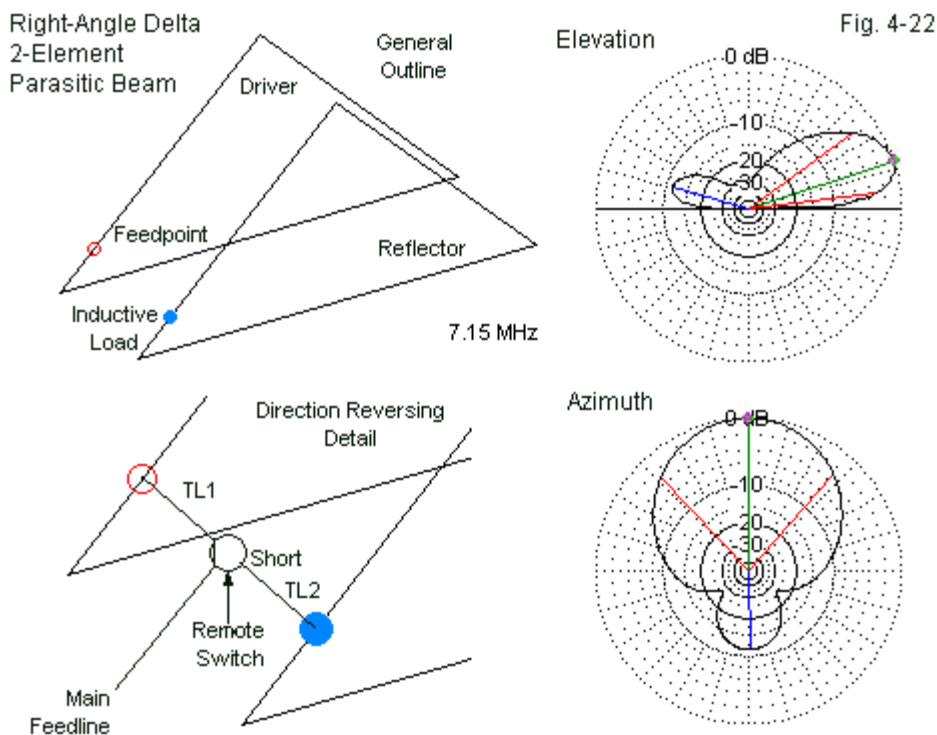 Right-Angle Delta
2-Element
Parasitic Beam
General
Outline
Driver
Feedpoint
Reflector
Inductive
Load
7.15 MHz
Elevation
Fig. 4-22
0 dB
-10
20
30
Direction Reversing
Detail
TL1
Short
TL2
Remote
Switch
Main
Feedline
Azimuth
0 dB
-10
20
-30